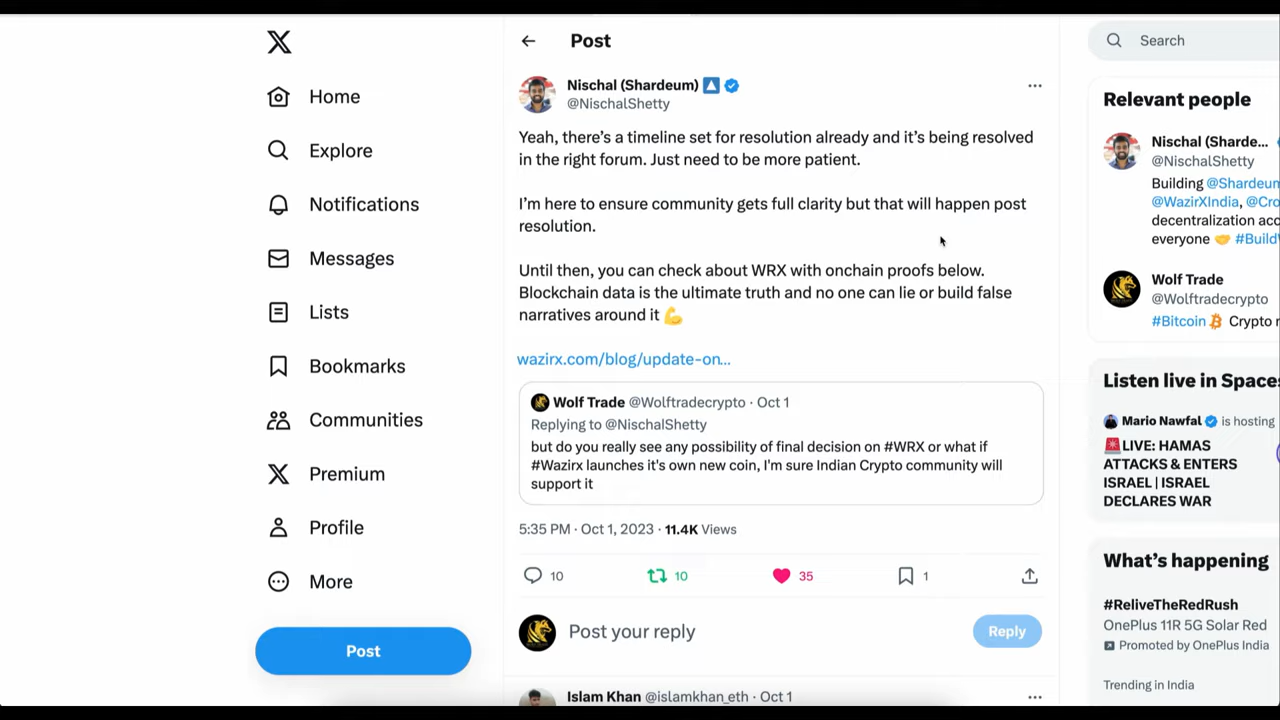 Post
Search
Home
Explore
Notifications
Messages
Lists
Bookmarks
Communities
Premium
Profile
More
Post
Nischal (Shardeum)
@NischalShetty
Yeah, there’s a timeline set for resolution already and it’s being resolved
in the right forum. Just need to be more patient.
I’m here to ensure community gets full clarity but that will happen post
resolution.
Until then, you can check about WRX with onchain proofs below.
Blockchain data is the ultimate truth and no one can lie or build false
narratives around it 💪
wazirx.com/blog/update-on...
Wolf Trade @Wolftradecrypto · Oct 1
Replying to @NischalShetty
but do you really see any possibility of final decision on #WRX or what if
#Wazirx launches it's own new coin, I'm sure Indian Crypto community will
support it
5:35 PM · Oct 1, 2023 · 11.4K Views
10 10 35 1
Post your reply
Reply
Islam Khan @islamkhan_eth · Oct 1
Relevant people
Nischal (Sharde...
@NischalShetty
Building @Shardeum
@WazirXIndia, @Cro
decentralization acc
everyone 🤝 #Build
Wolf Trade
@Wolftradecrypto
#Bitcoin Crypto
Listen live in Spaces
Mario Nawfal is hosting
🚨LIVE: HAMAS
ATTACKS & ENTERS
ISRAEL | ISRAEL
DECLARES WAR
What’s happening
#ReliveTheRedRush
OnePlus 11R 5G Solar Red
Promoted by OnePlus India
Trending in India